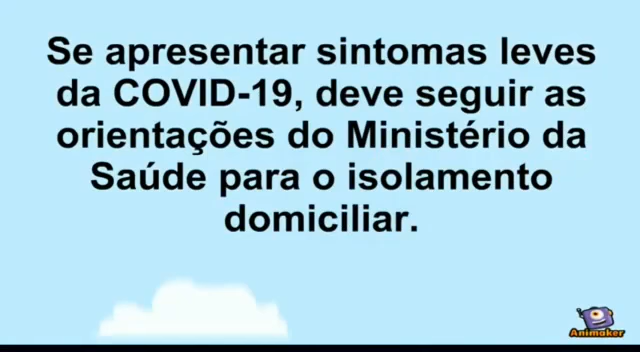 Se apresentar sintomas leves
da COVID-19, deve seguir as
orientações do Ministério da
Saúde para o isolamento
domiciliar.
Animaker